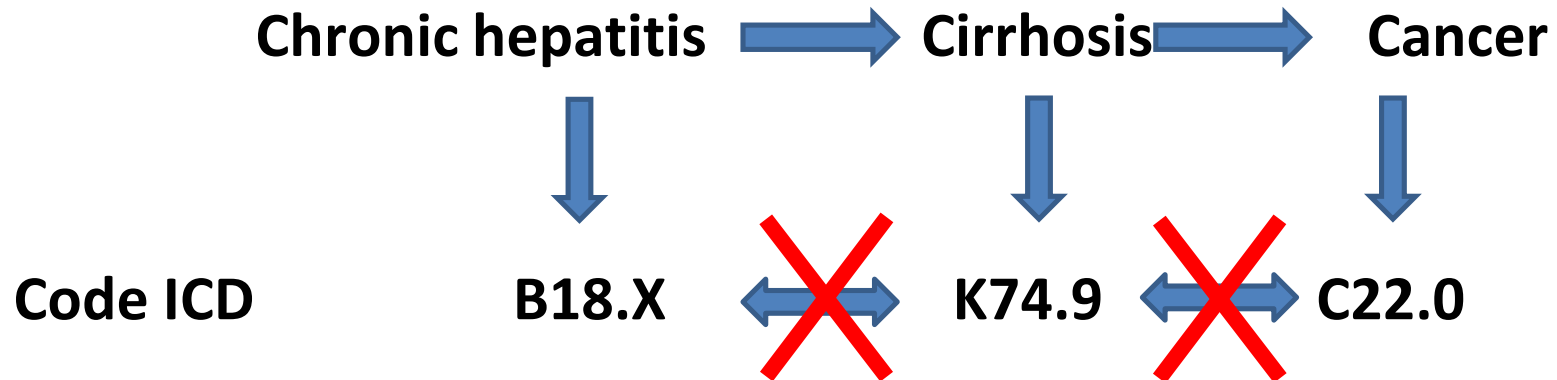 Chronic hepatitis Cirrhosis Cancer
Code ICD B18.X K74.9 C22.0